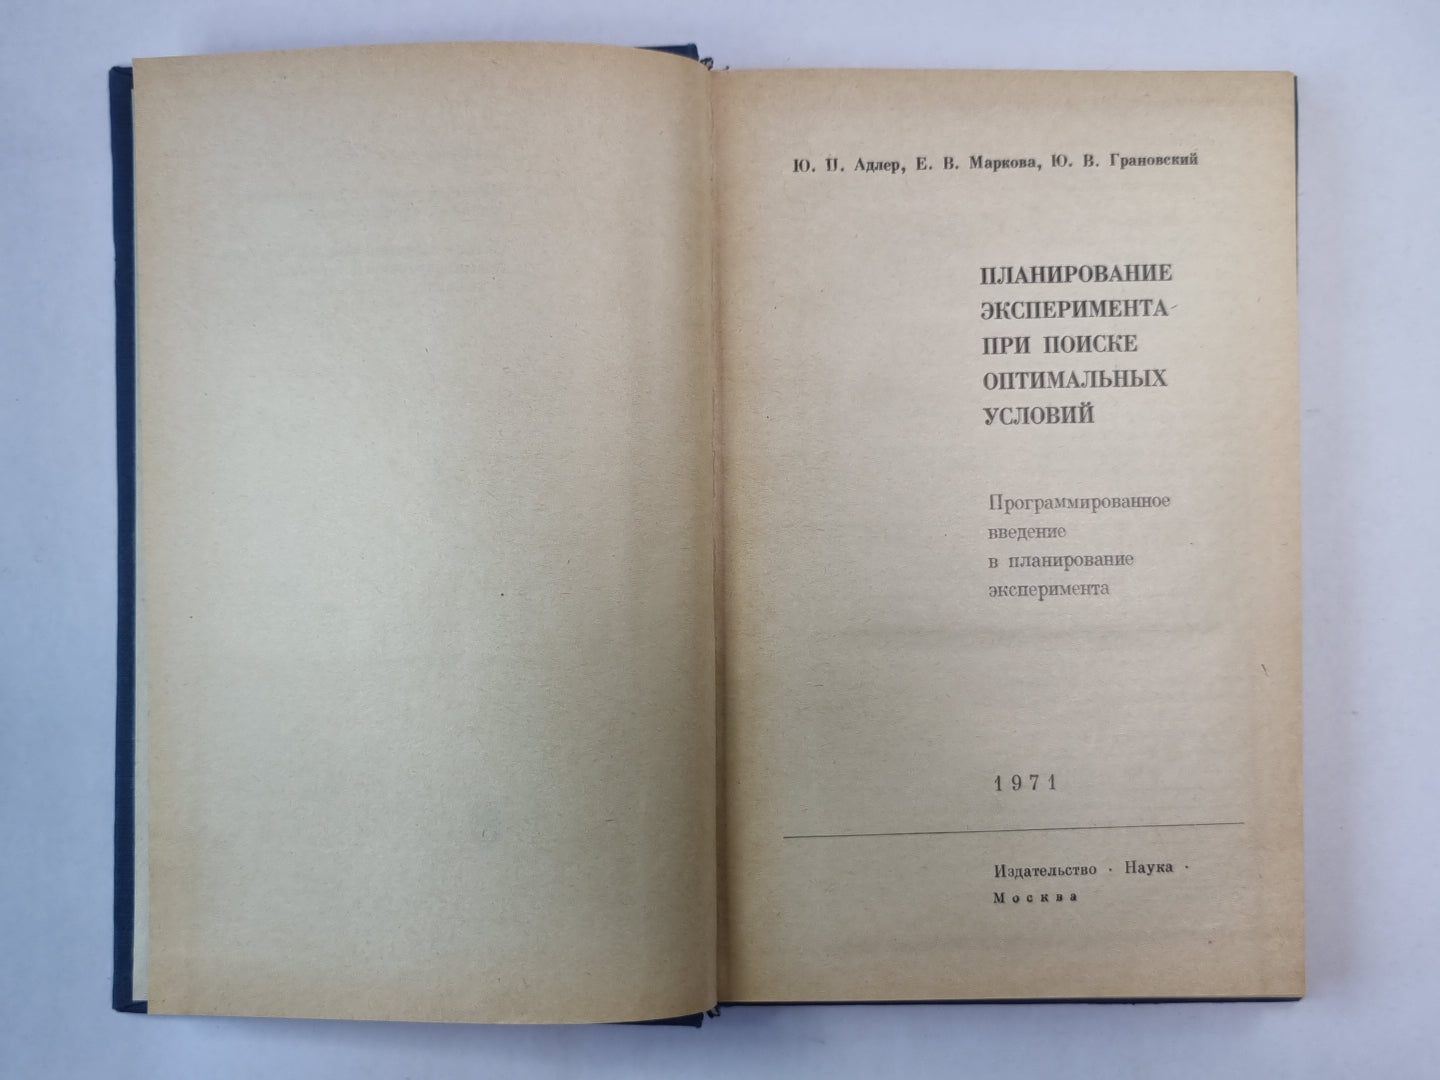 Ю. П. Адлер, Е. В. Маркова, Ю. В. Грановский
ПЛАНИРОВАНИЕ
ЭКСПЕРИМЕНТА
ПРИ ПОИСКЕ
ОПТИМАЛЬНЫХ
УСЛОВИЙ
Программированное
введение
в планирование
эксперимента
1971
Издательство · Наука ·
Москва